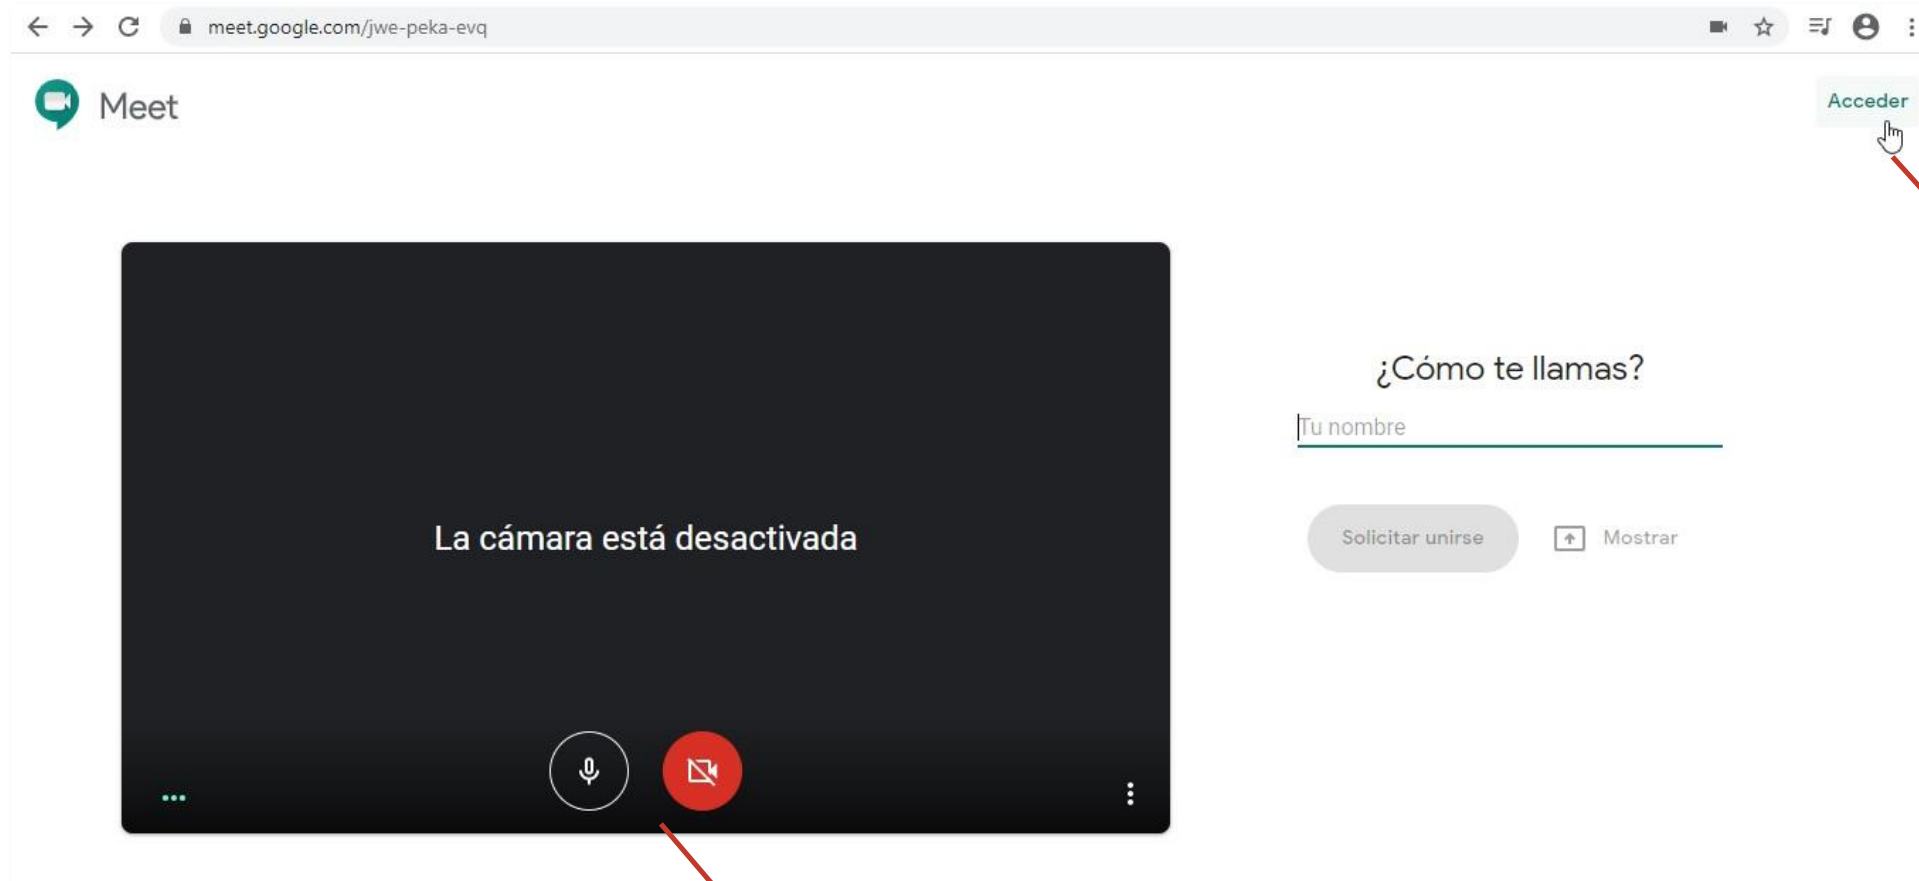 meet.google.com/jwe-peka-evq
Meet
Acceder
¿Cómo te llamas?
Tu nombre
La cámara está desactivada
Solicitar unirse
Mostrar